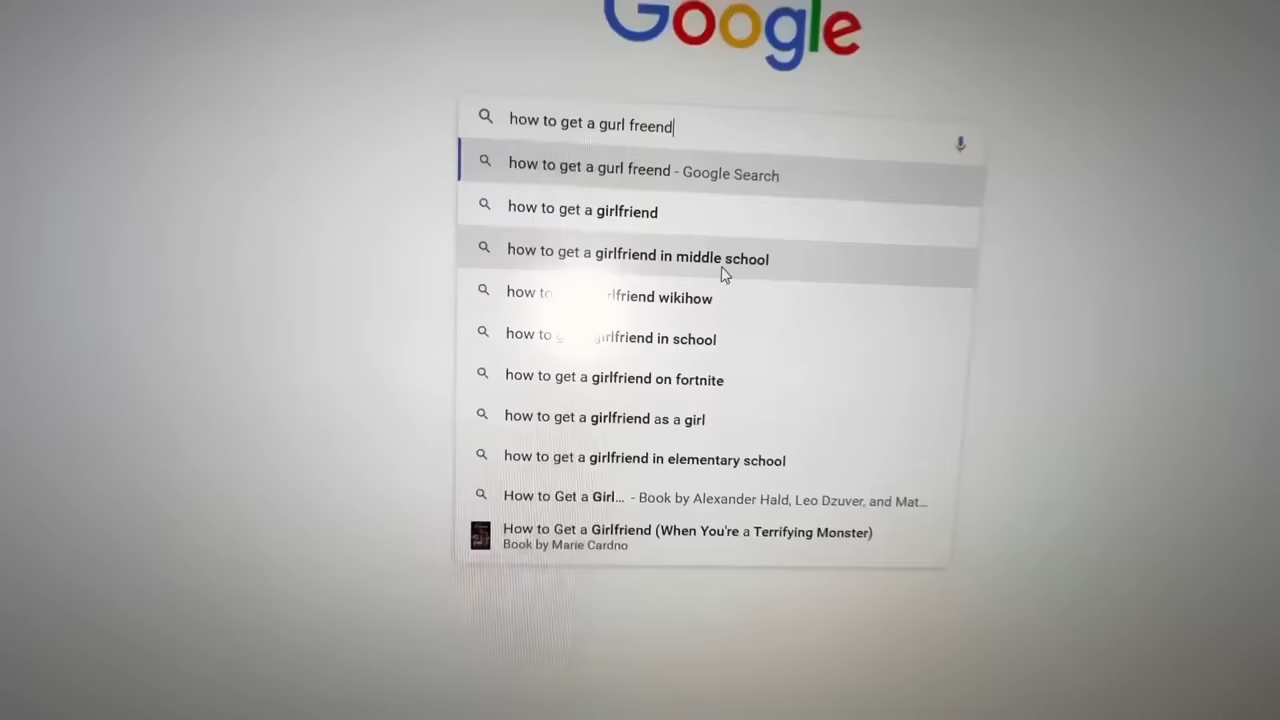 Google
how to get a gurl freend
how to get a gurl freend - Google Search
how to get a girlfriend
how to get a girlfriend in middle school
how to rlfriend wikihow
how to girlfriend in school
how to get a girlfriend on fortnite
how to get a girlfriend as a girl
how to get a girlfriend in elementary school
How to Get a Girl... - Book by Alexander Hald, Leo Dzuver, and Mat...
How to Get a Girlfriend (When You're a Terrifying Monster)
Book by Marie Cardno